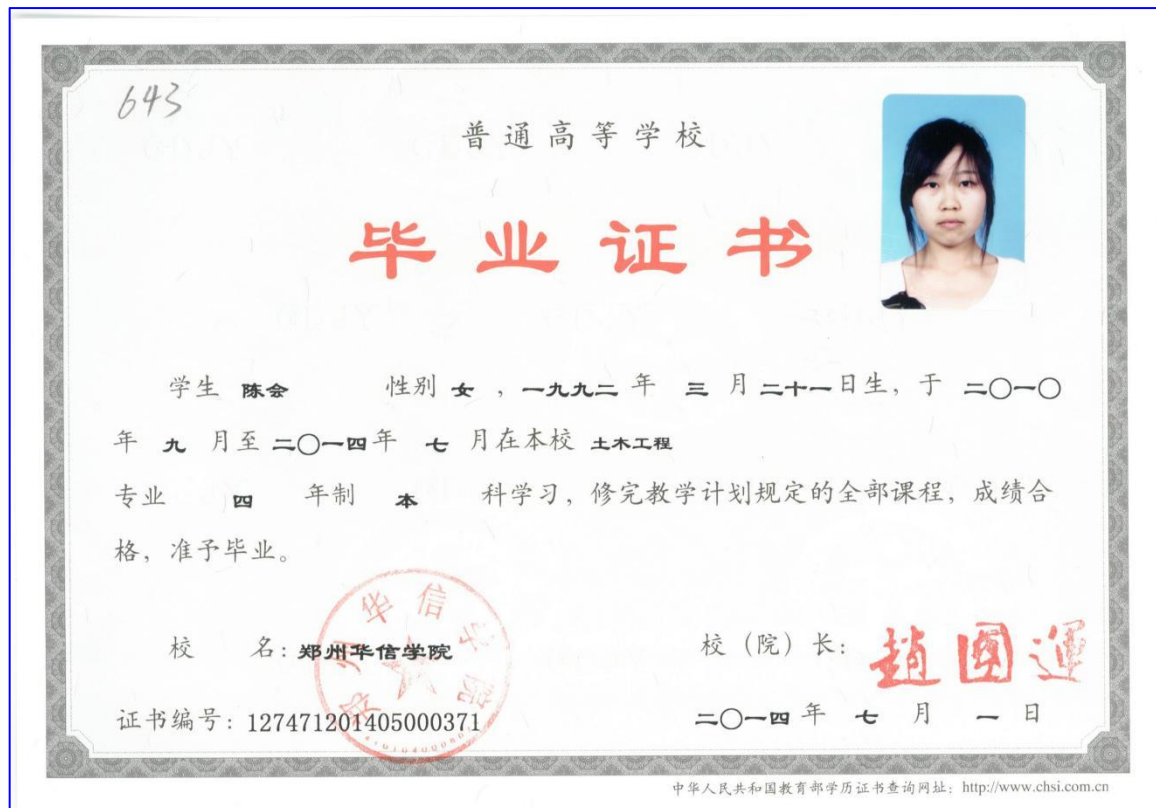 643
普通高等学校
毕业证书
学生 陈会 性别 女 ，一九九二 年 三 月 二十一日生，于 二〇一〇
年 九 月至 二〇一四年 七 月在本校 土木工程
专业 四 年制 本 科学习，修完教学计划规定的全部课程，成绩合
格，准予毕业。
郑州华信学院
校 名：郑州华信学院 校（院）长：趙國運
证书编号：127471201405000371 二〇一四 年 七 月 一 日
中华人民共和国教育部学历证书查询网址：http://www.chsi.com.cn